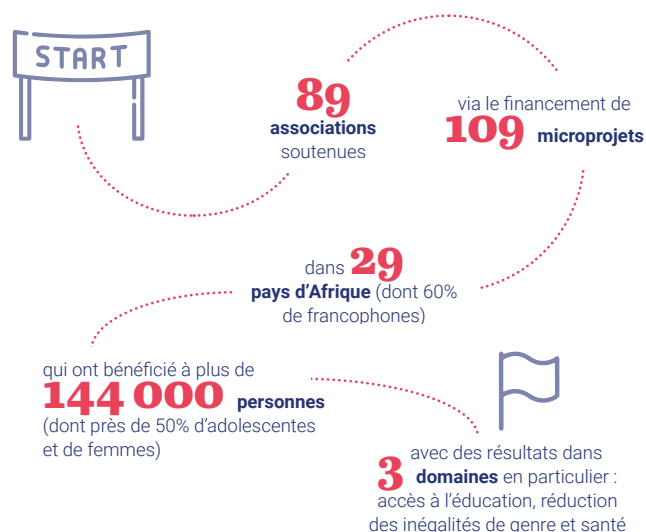 START
89
associations
soutenues
via le financement de
109 microprojets
dans 29
pays d’Afrique (dont 60%
de francophones)
qui ont bénéficié à plus de
144 000 personnes
(dont près de 50% d’adolescentes
et de femmes)
avec des résultats dans
3 domaines en particulier :
accès à l’éducation, réduction
des inégalités de genre et santé